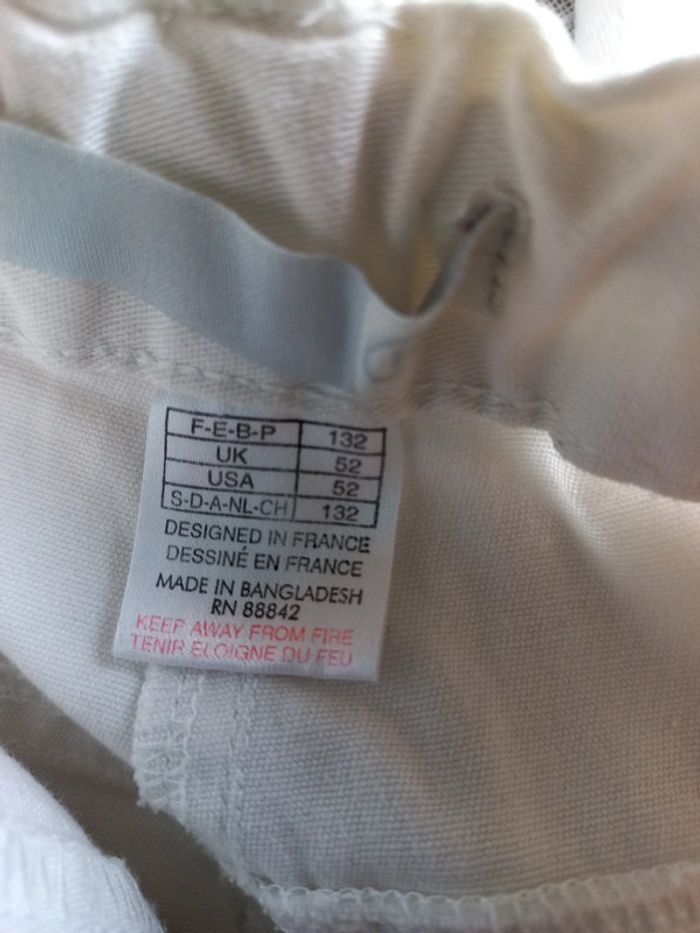 F-E-B-P 132
UK 52
USA 52
S-D-A-NL-CH 132
DESIGNED IN FRANCE
DESSINÉ EN FRANCE
MADE IN BANGLADESH
RN 88842
KEEP AWAY FROM FIRE
TENIR ELOIGNE DU FEU